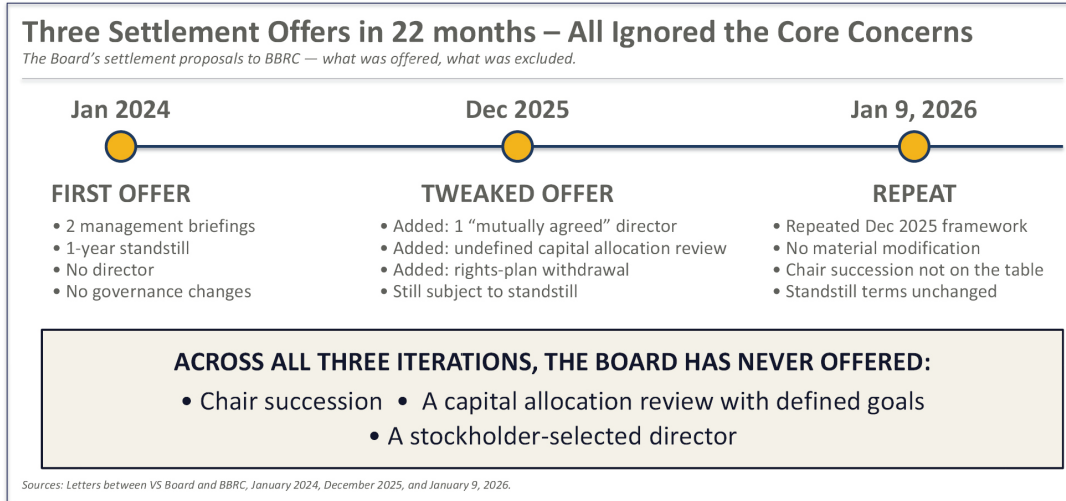 Three Settlement Offers in 22 months – All Ignored the Core Concerns
The Board's settlement proposals to BBRC — what was offered, what was excluded.
Jan 2024
Dec 2025
Jan 9, 2026
FIRST OFFER
• 2 management briefings
• 1-year standstill
• No director
• No governance changes
TWEAKED OFFER
• Added: 1 “mutually agreed” director
• Added: undefined capital allocation review
• Added: rights-plan withdrawal
• Still subject to standstill
REPEAT
• Repeated Dec 2025 framework
• No material modification
• Chair succession not on the table
• Standstill terms unchanged
ACROSS ALL THREE ITERATIONS, THE BOARD HAS NEVER OFFERED:
• Chair succession • A capital allocation review with defined goals
• A stockholder-selected director
Sources: Letters between VS Board and BBRC, January 2024, December 2025, and January 9, 2026.